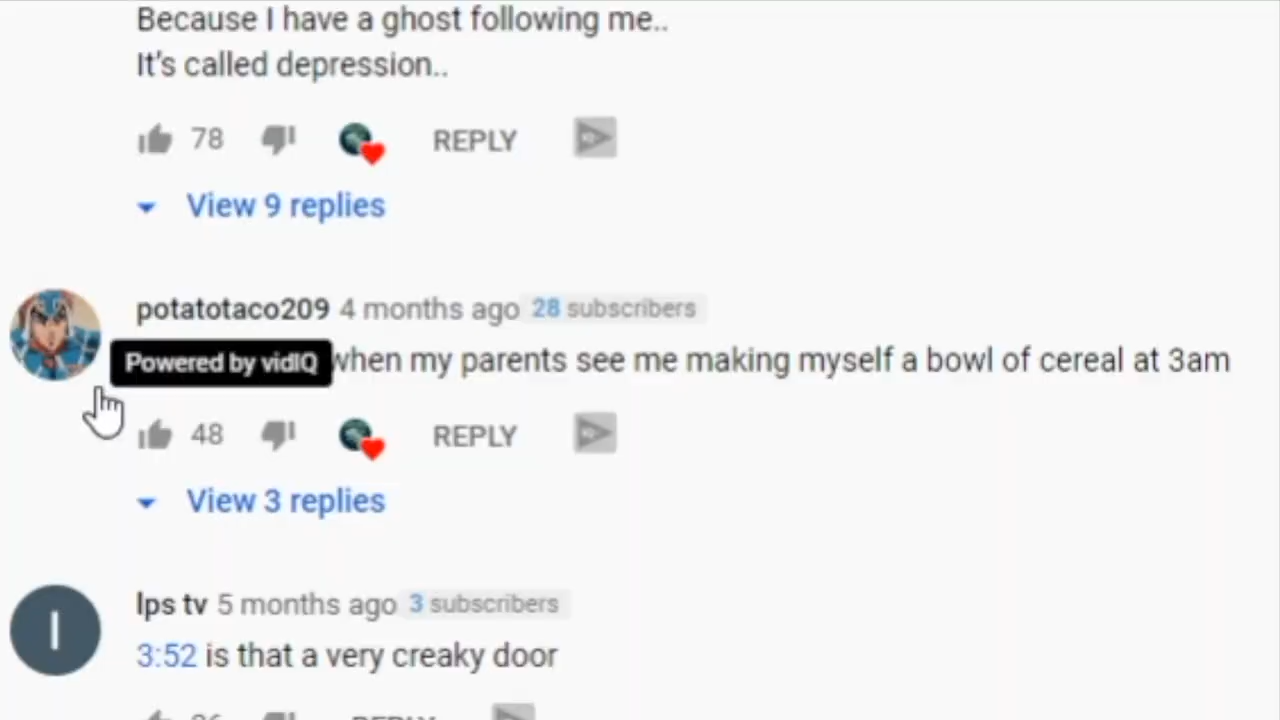 Because I have a ghost following me..
It's called depression..
78 REPLY
View 9 replies
potatotaco209 4 months ago 28 subscribers
Powered by vidIQ when my parents see me making myself a bowl of cereal at 3am
48 REPLY
View 3 replies
lps tv 5 months ago 3 subscribers
I
3:52 is that a very creaky door
REPLY